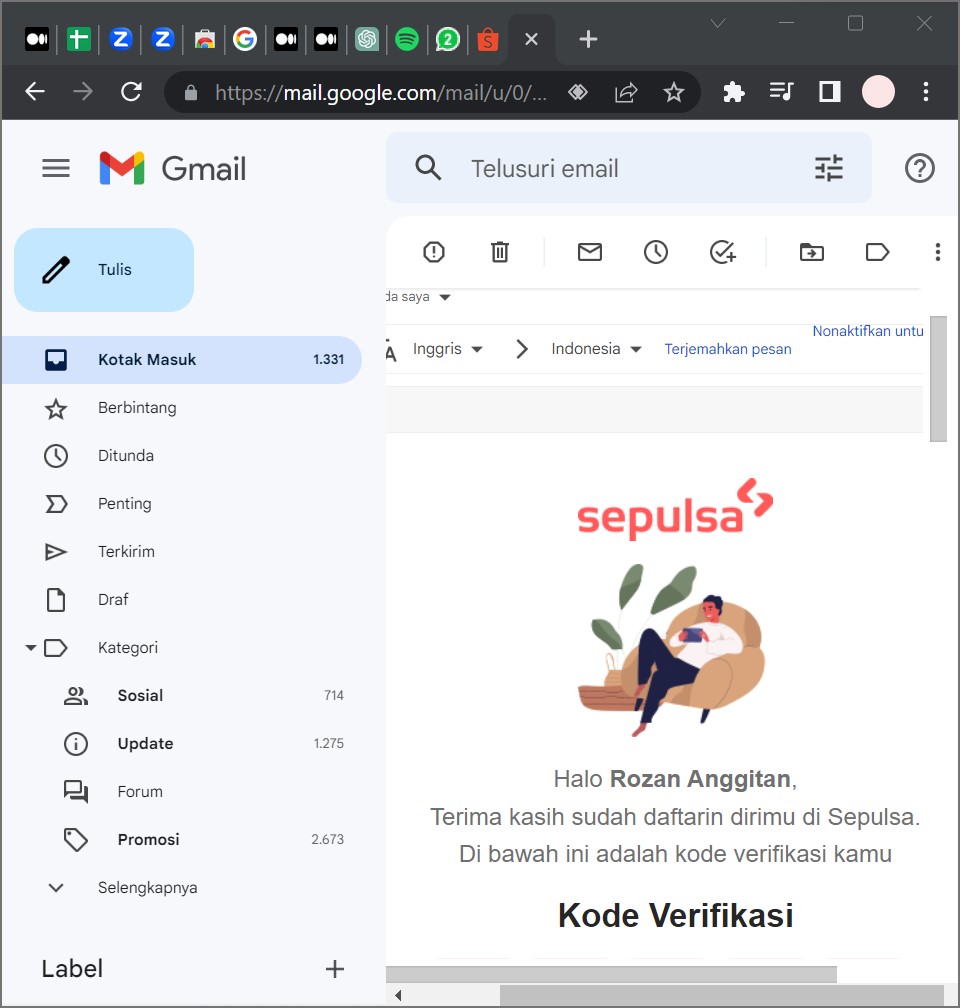 2
https://mail.google.com/mail/u/0/...
Gmail
Telusuri email
Tulis
da saya
Nonaktifkan untu
Inggris
Indonesia
Terjemahkan pesan
Kotak Masuk 1.331
Berbintang
Ditunda
Penting
Terkirim
Draf
Kategori
Sosial 714
Update 1.275
Forum
Promosi 2.673
Selengkapnya
Label
sepulsa
Halo Rozan Anggitan,
Terima kasih sudah daftarin dirimu di Sepulsa.
Di bawah ini adalah kode verifikasi kamu
Kode Verifikasi